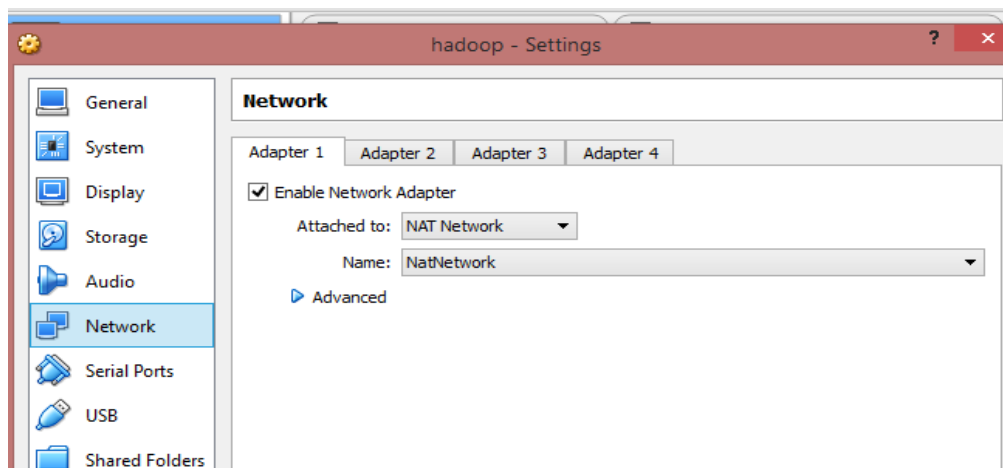 hadoop - Settings
?
General
System
Display
Storage
Audio
Network
Serial Ports
USB
Shared Folders
Network
Adapter 1 Adapter 2 Adapter 3 Adapter 4
Enable Network Adapter
Attached to: NAT Network
Name: NatNetwork
Advanced